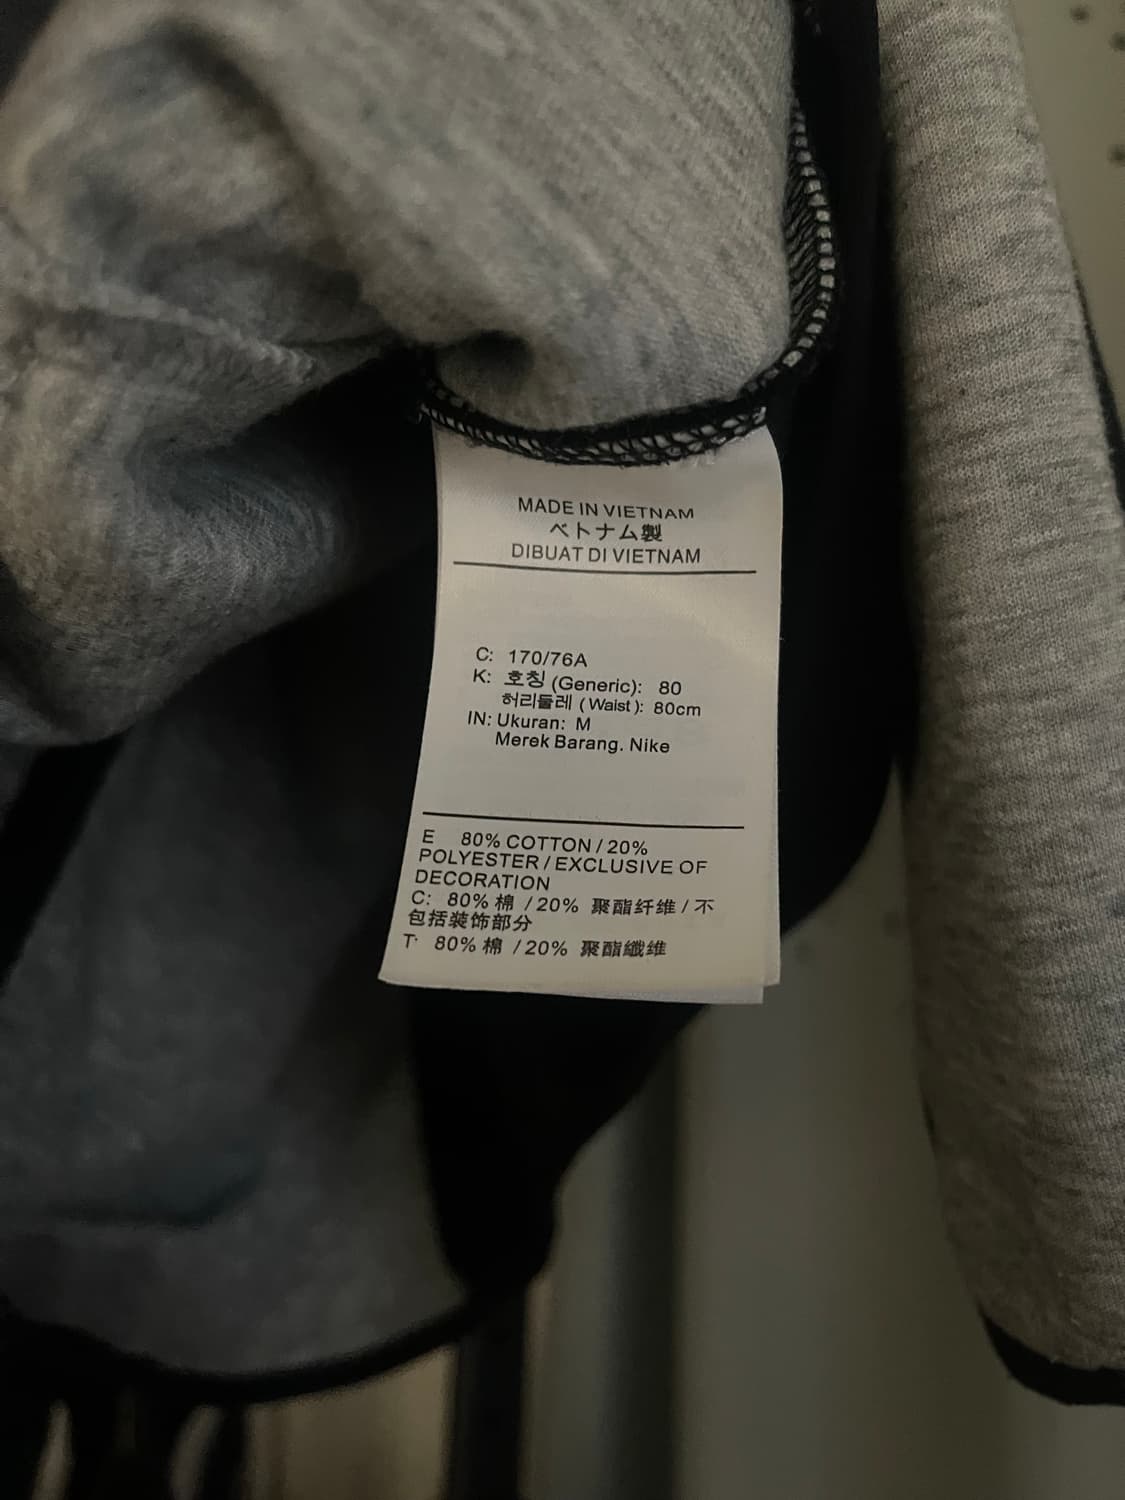 MADE IN VIETNAM
ベトナム製
DIBUAT DI VIETNAM
C: 170/76A
K: 호칭 (Generic): 80
허리둘레 (Waist): 80cm
IN: Ukuran: M
Merek Barang. Nike
E 80% COTTON / 20%
POLYESTER / EXCLUSIVE OF
DECORATION
C: 80% 棉 / 20% 聚酯纤维 / 不
包括装饰部分
T: 80% 棉 / 20% 聚酯纖維